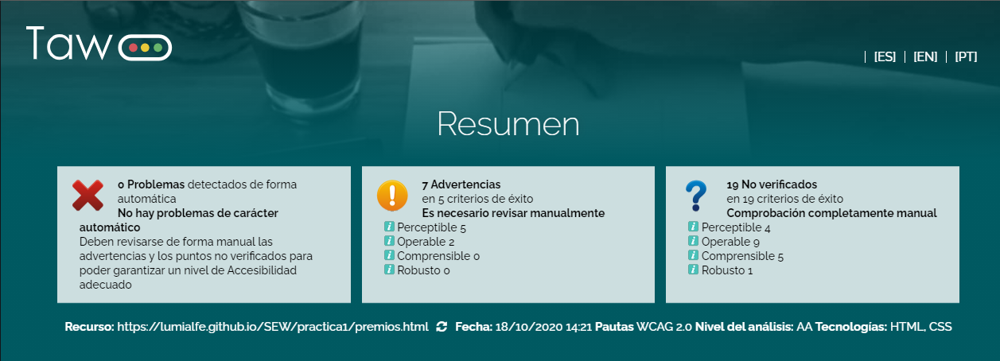 Taw
| [ES] | [EN] | [PT]
Resumen
0 Problemas detectados de forma
automática
No hay problemas de carácter
automático
Deben revisarse de forma manual las
advertencias y los puntos no verificados para
poder garantizar un nivel de Accesibilidad
adecuado
7 Advertencias
en 5 criterios de éxito
Es necesario revisar manualmente
Perceptible 5
Operable 2
Comprensible 0
Robusto 0
19 No verificados
en 19 criterios de éxito
Comprobación completamente manual
Perceptible 4
Operable 9
Comprensible 5
Robusto 1
Recurso: https://lumialfe.github.io/SEW/practica1/premios.html Fecha: 18/10/2020 14:21 Pautas WCAG 2.0 Nivel del análisis: AA Tecnologías: HTML, CSS